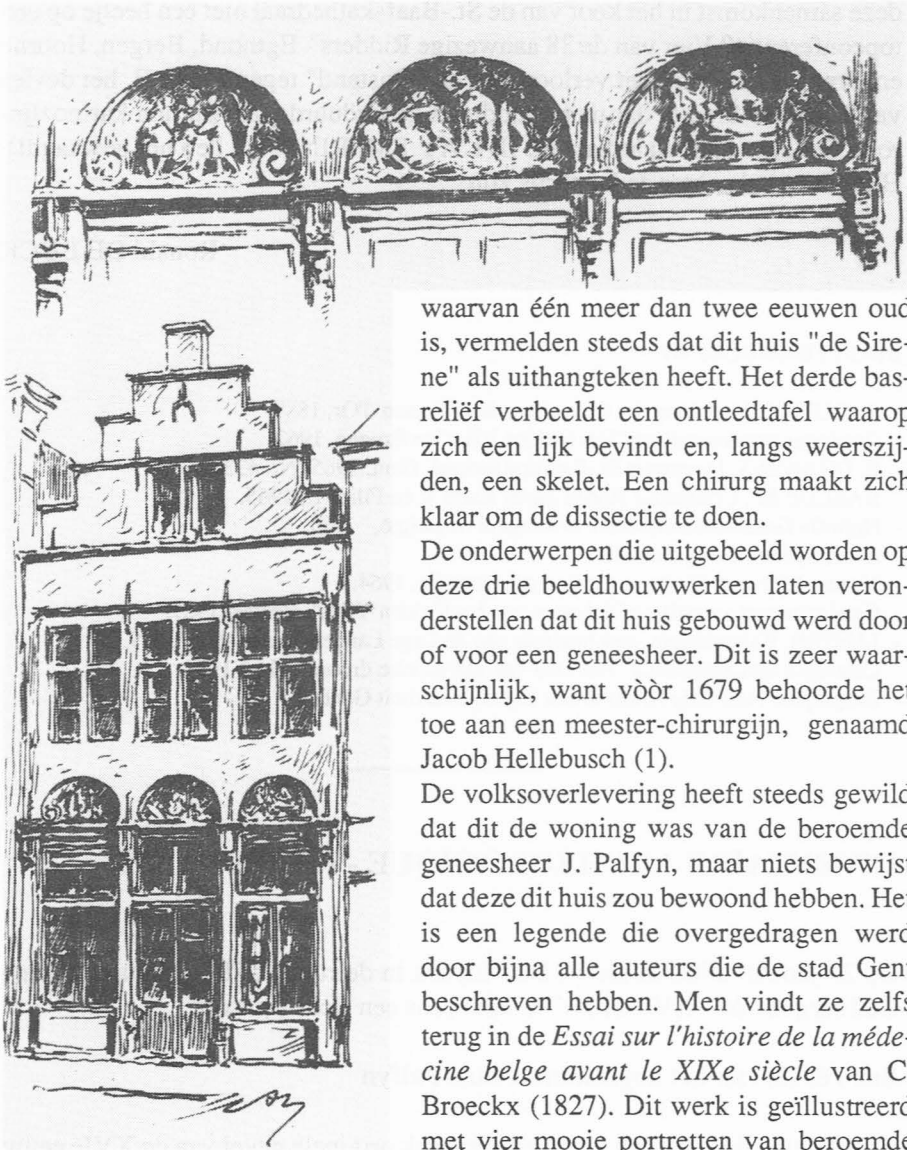 waarvan één meer dan twee eeuwen oud
is, vermelden steeds dat dit huis "de Sire-
ne" als uithangteken heeft. Het derde bas-
reliëf verbeeldt een ontleedtafel waarop
zich een lijk bevindt en, langs weerszij-
den, een skelet. Een chirurg maakt zich
klaar om de dissectie te doen.
De onderwerpen die uitgebeeld worden op
deze drie beeldhouwwerken laten veron-
derstellen dat dit huis gebouwd werd door
of voor een geneesheer. Dit is zeer waar-
schijnlijk, want vòòr 1679 behoorde het
toe aan een meester-chirurgijn, genaamd
Jacob Hellebusch (1).
De volksoverlevering heeft steeds gewild
dat dit de woning was van de beroemde
geneesheer J. Palfyn, maar niets bewijst
dat deze dit huis zou bewoond hebben. Het
is een legende die overgedragen werd
door bijna alle auteurs die de stad Gent
beschreven hebben. Men vindt ze zelfs
terug in de Essai sur l'histoire de la méde-
cine belge avant le XIXe siècle van C.
Broeckx (1827). Dit werk is geïllustreerd
met vier mooie portretten van beroemde